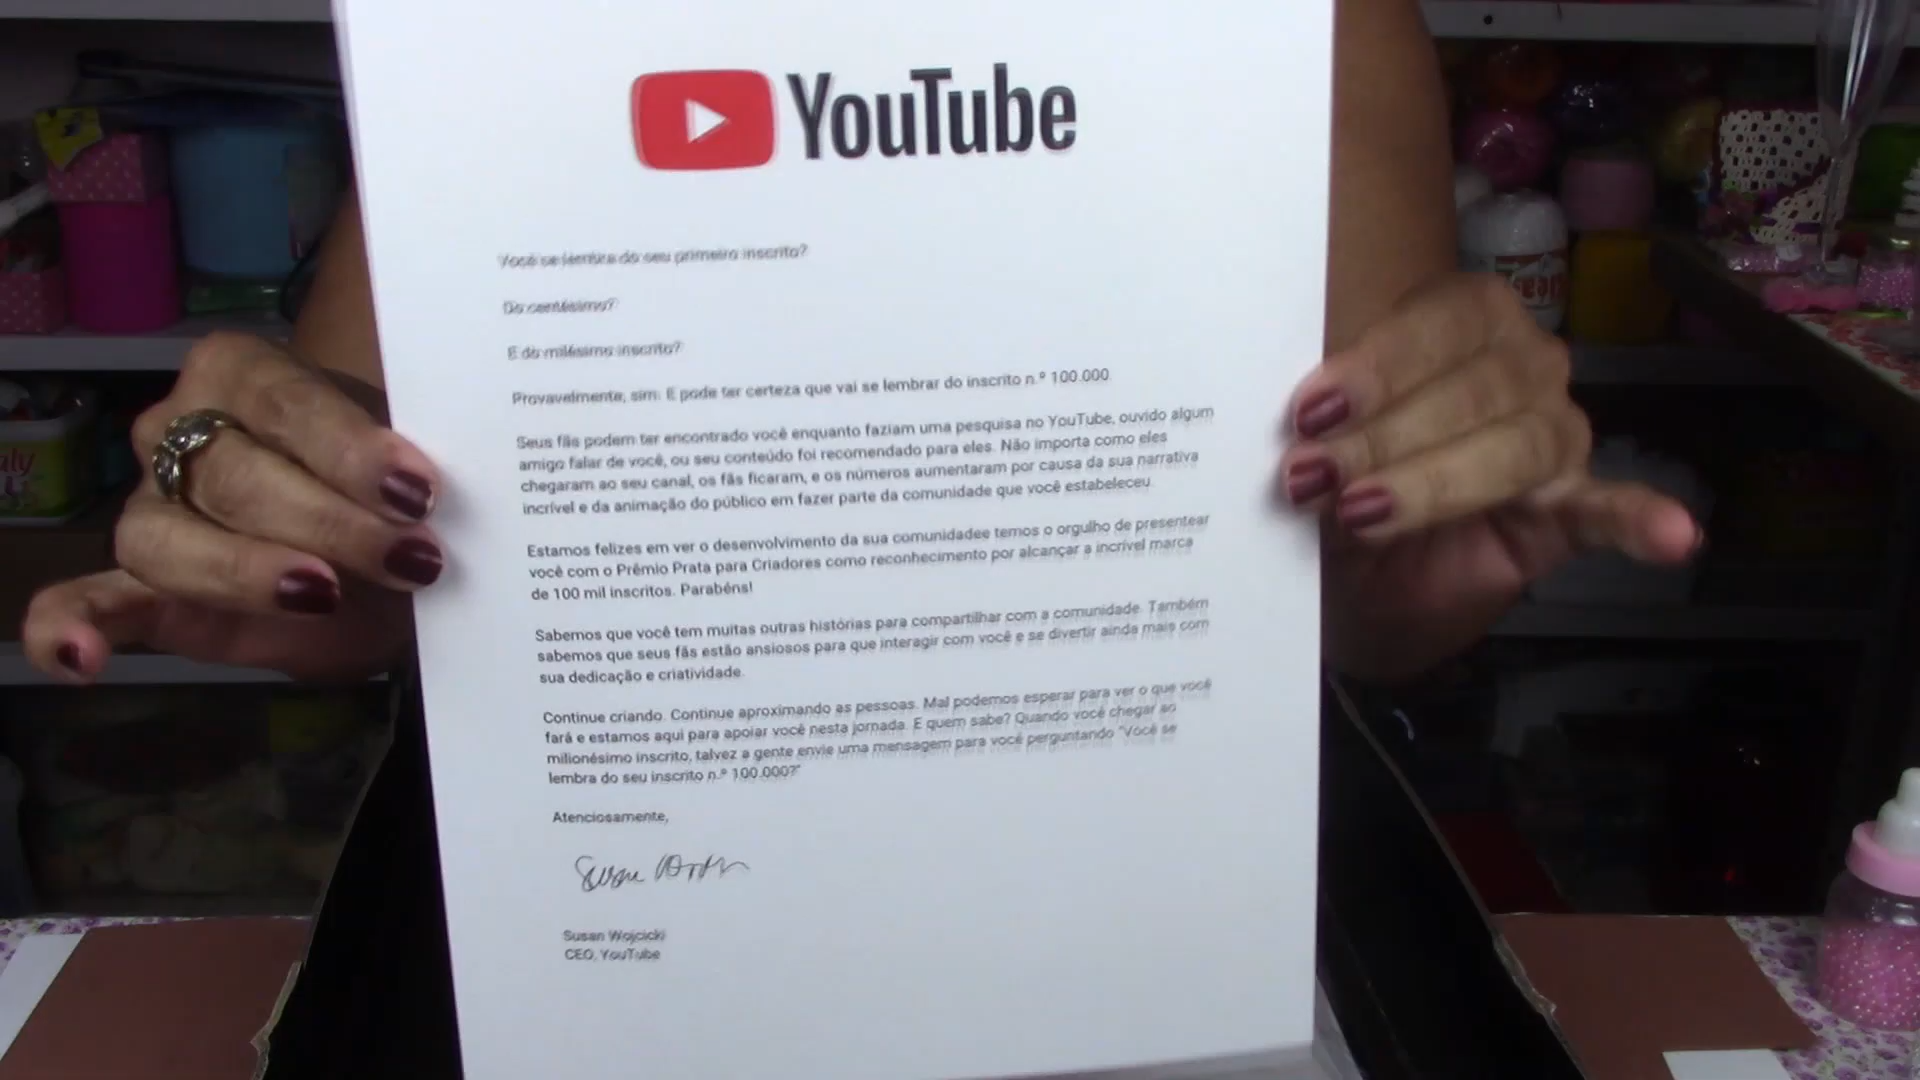 YouTube
Você se lembra do seu primeiro inscrito?
Do centésimo?
E do milésimo inscrito?
Provavelmente, sim. E pode ter certeza que vai se lembrar do inscrito n.º 100.000.
Seus fãs podem ter encontrado você enquanto faziam uma pesquisa no YouTube, ouvido algum
amigo falar de você, ou seu conteúdo foi recomendado para eles. Não importa como eles
chegaram ao seu canal, os fãs ficaram, e os números aumentaram por causa da sua narrativa
incrível e da animação do público em fazer parte da comunidade que você estabeleceu.
Estamos felizes em ver o desenvolvimento da sua comunidadee temos o orgulho de presentear
você com o Prêmio Prata para Criadores como reconhecimento por alcançar a incrível marca
de 100 mil inscritos. Parabéns!
Sabemos que você tem muitas outras histórias para compartilhar com a comunidade. Também
sabemos que seus fãs estão ansiosos para que interagir com você e se divertir ainda mais com
sua dedicação e criatividade.
Continue criando. Continue aproximando as pessoas. Mal podemos esperar para ver o que você
fará e estamos aqui para apoiar você nesta jornada. E quem sabe? Quando você chegar ao
milionésimo inscrito, talvez a gente envie uma mensagem para você perguntando "Você se
lembra do seu inscrito n.º 100.000?"
Atenciosamente,
Susan Wojcicki
CEO, YouTube